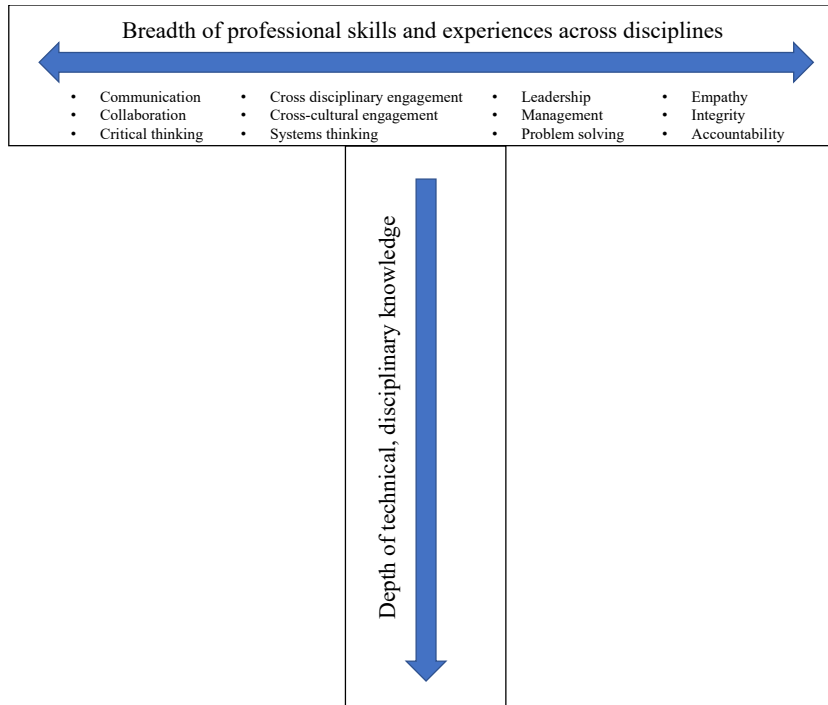 Breadth of professional skills and experiences across disciplines
• Communication
• Collaboration
• Critical thinking
• Cross disciplinary engagement
• Cross-cultural engagement
• Systems thinking
• Leadership
• Management
• Problem solving
• Empathy
• Integrity
• Accountability
Depth of technical, disciplinary knowledge